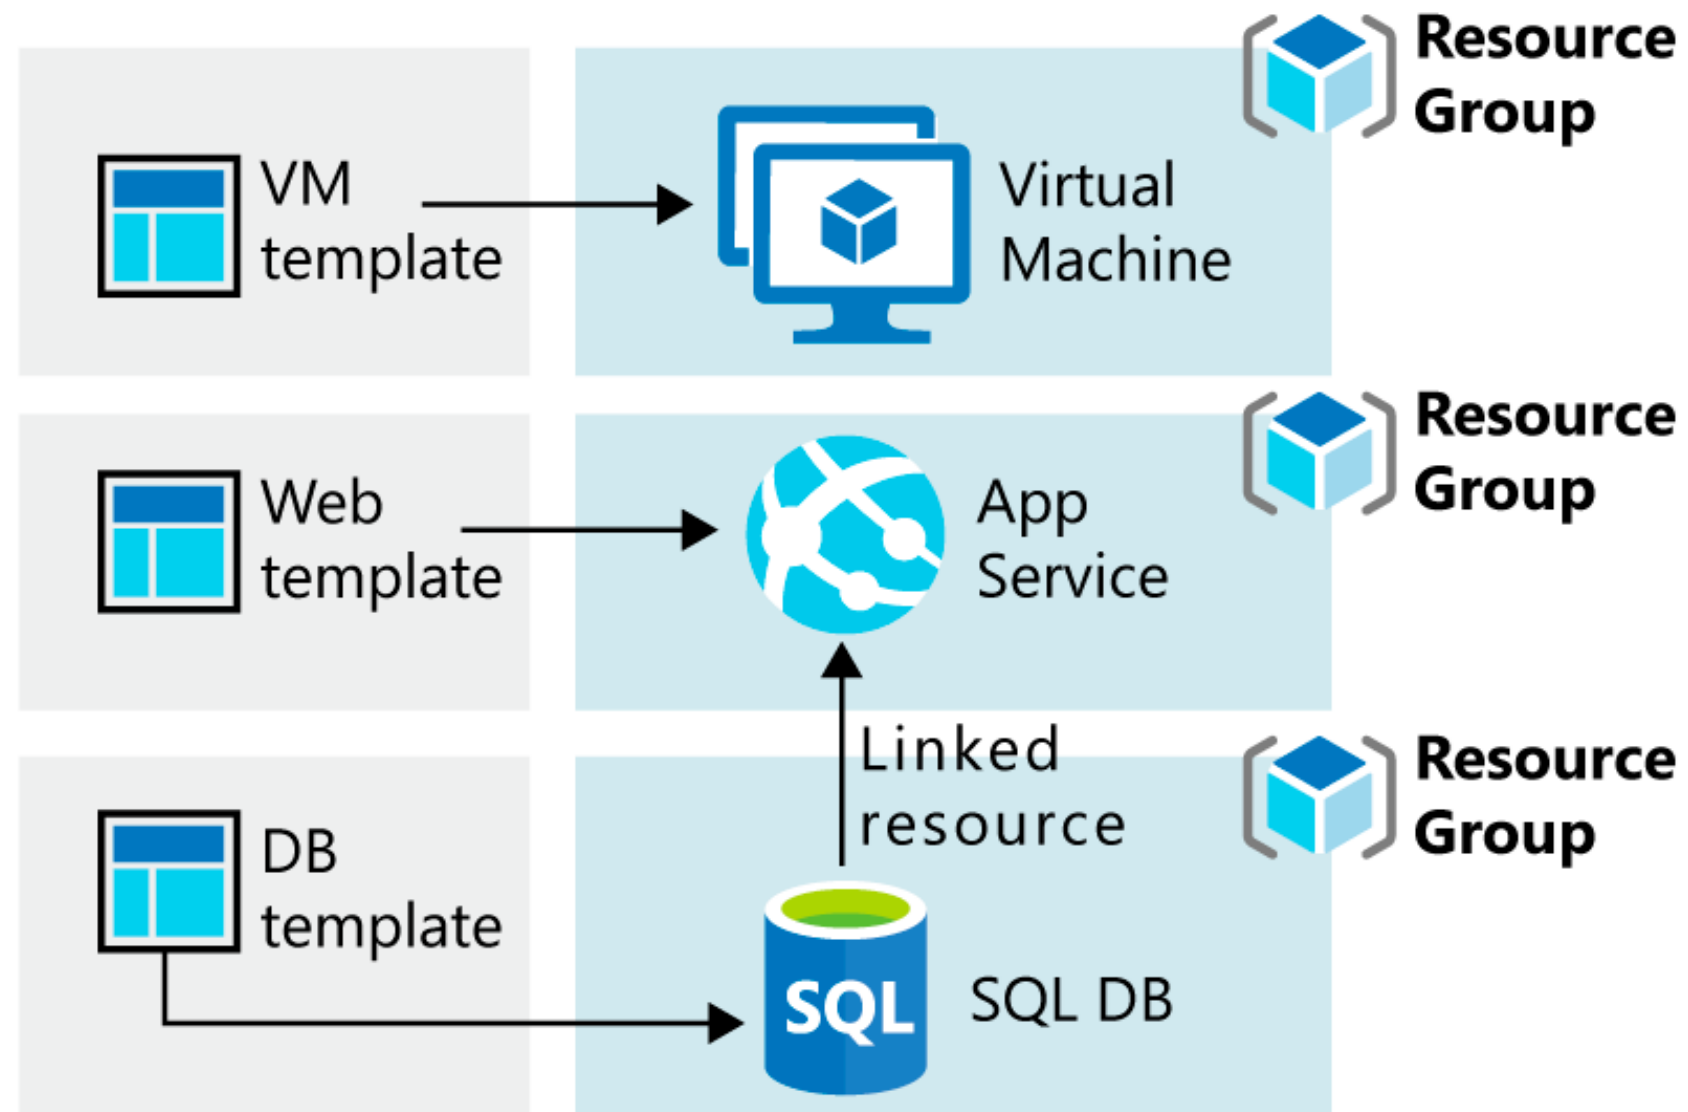 VM
template
Virtual
Machine
Resource
Group
Web
template
App
Service
Resource
Group
Linked
resource
Resource
Group
DB
template
SQL
SQL DB